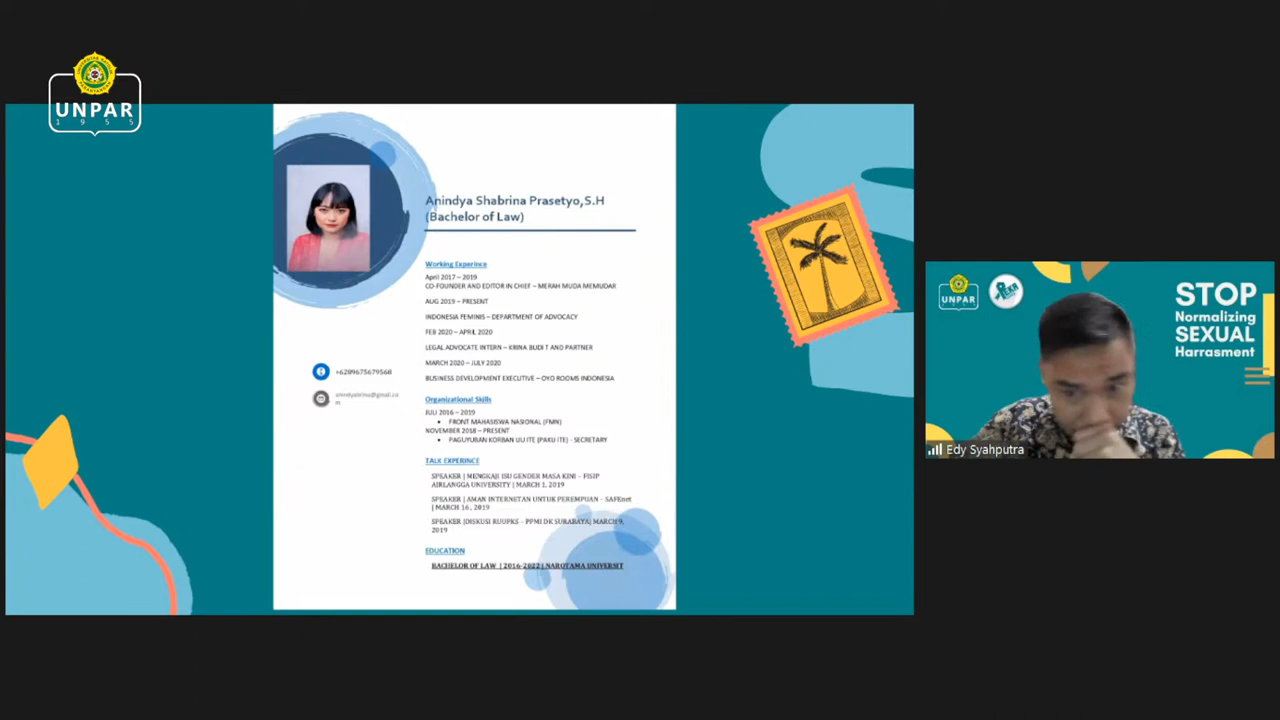 UNPAR
1955
Anindya Shabrina Prasetyo,S.H
(Bachelor of Law)
Working Experince
April 2017 – 2019
CO-FOUNDER AND EDITOR IN CHIEF – MERAH MUDA MEMUDAR
AUG 2019 – PRESENT
INDONESIA FEMINIS – DEPARTMENT OF ADVOCACY
FEB 2020 – APRIL 2020
LEGAL ADVOCATE INTERN – KRINA BUDI T AND PARTNER
MARCH 2020 – JULY 2020
BUSINESS DEVELOPMENT EXECUTIVE – OYO ROOMS INDONESIA
+6289675679568
Organizational Skills
JULI 2016 – 2019
• FRONT MAHASISWA NASIONAL (FMN)
NOVEMBER 2018 – PRESENT
• PAGUYUBAN KORBAN UU ITE (PAKU ITE) - SECRETARY
TALK EXPERINCE
SPEAKER | MENGKAJI ISU GENDER MASA KINI – FISIP
AIRLANGGA UNIVERSITY | MARCH 1, 2019
SPEAKER | AMAN INTERNETAN UNTUK PEREMPUAN – SAFEnet
| MARCH 16 , 2019
SPEAKER |DISKUSI RUUPKS – PPMI DK SURABAYA| MARCH 9,
2019
EDUCATION
BACHELOR OF LAW | 2016-2022 | NAROTAMA UNIVERSIT
UNPAR
STOP
Normalizing
SEXUAL
Harrasment
Edy Syahputra